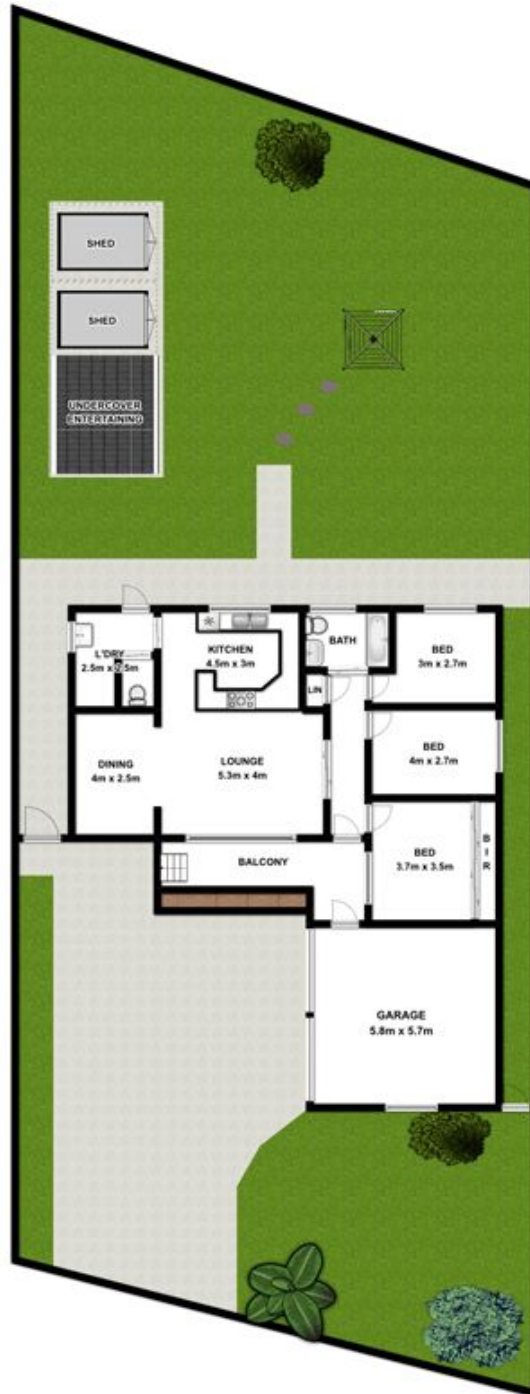 SHED
SHED
UNDERCOVER
ENTERTAINING
L'DRY
2.5m x 2.5m
KITCHEN
4.5m x 3m
BATH
BED
3m x 2.7m
LIN
DINING
4m x 2.5m
LOUNGE
5.3m x 4m
BED
4m x 2.7m
BALCONY
BED
3.7m x 3.5m
B
I
R
GARAGE
5.8m x 5.7m